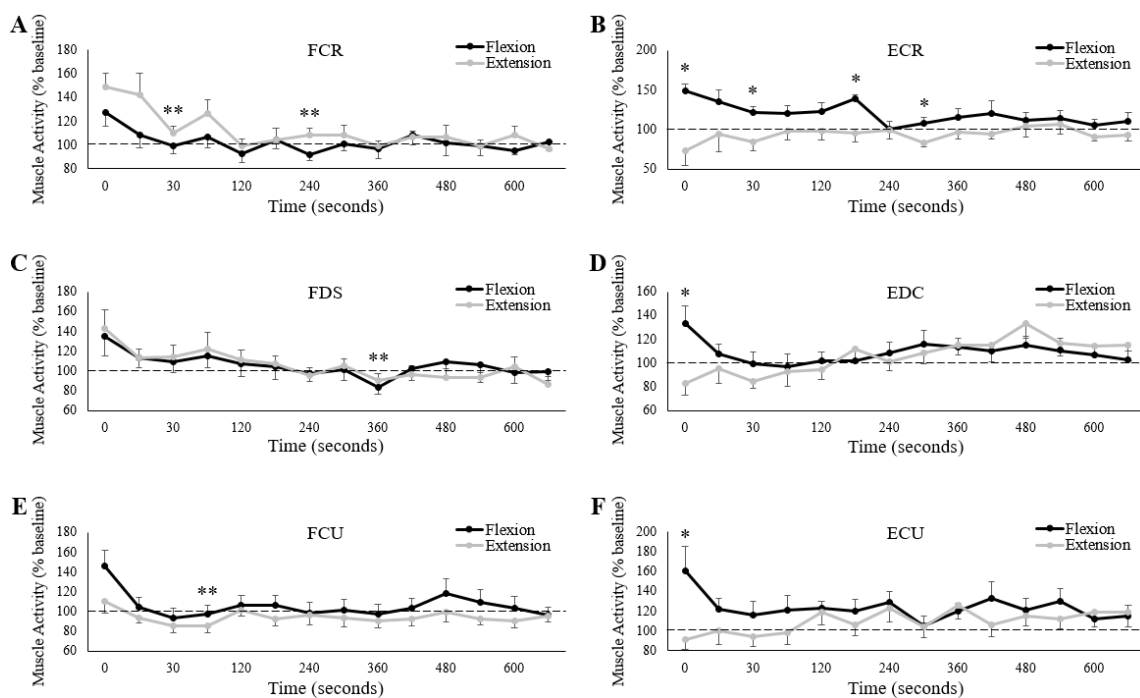 A
FCR
Flexion
Extension
Muscle Activity (% baseline)
180
160
140
120
100
80
** **
0 30 120 240 360 480 600
Time (seconds)
B
ECR
Flexion
Extension
Muscle Activity (% baseline)
200
150
100
50
* * * *
0 30 120 240 360 480 600
Time (seconds)
C
FDS
Flexion
Extension
Muscle Activity (% baseline)
180
160
140
120
100
80
60
**
0 30 120 240 360 480 600
Time (seconds)
D
EDC
Flexion
Extension
Muscle Activity (% baseline)
160
140
120
100
80
60
*
0 30 120 240 360 480 600
Time (seconds)
E
FCU
Flexion
Extension
Muscle Activity (% baseline)
180
160
140
120
100
80
60
**
0 30 120 240 360 480 600
Time (seconds)
F
ECU
Flexion
Extension
Muscle Activity (% baseline)
200
180
160
140
120
100
80
*
0 30 120 240 360 480 600
Time (seconds)